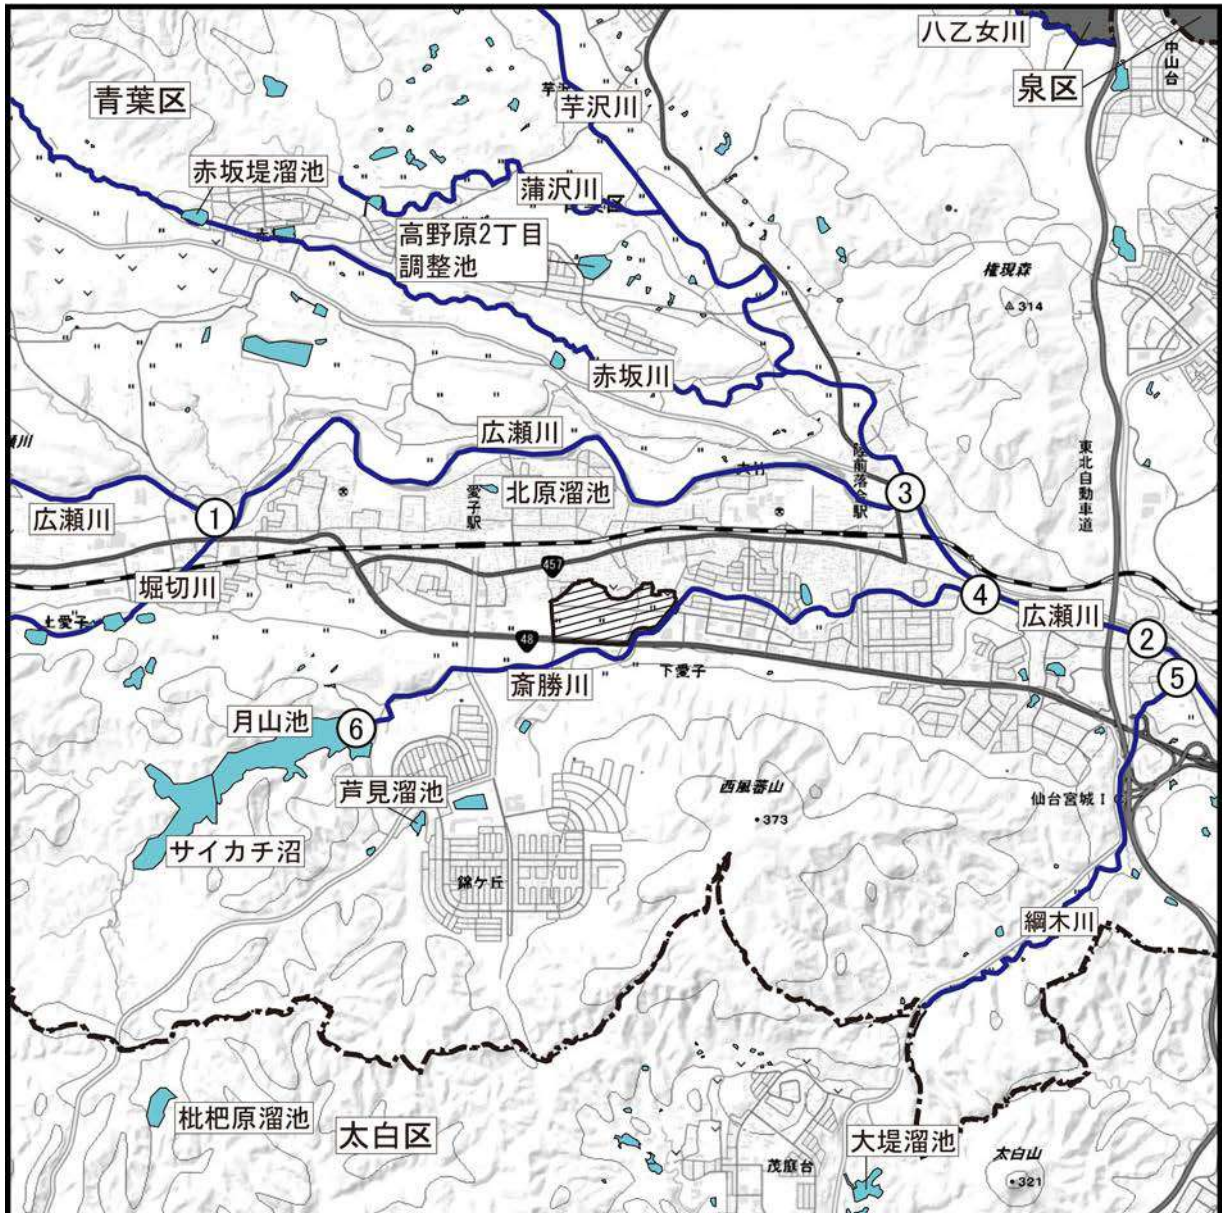 八乙女川
泉区
中山台
青葉区
芋沢川
赤坂堤溜池
蒲沢川
高野原2丁目
調整池
権現森
314
赤坂川
広瀬川
瀬川
北原溜池
陸前落合駅
東北自動車道
③
広瀬川
①
愛子駅
457
堀切川
④
広瀬川
②
上愛子
48
下愛子
⑤
斎勝川
月山池
⑥
芦見溜池
西風蕃山
373
仙台宮城I
サイカチ沼
錦ケ丘
綱木川
枇杷原溜池
太白区
大堤溜池
茂庭台
太白山
321